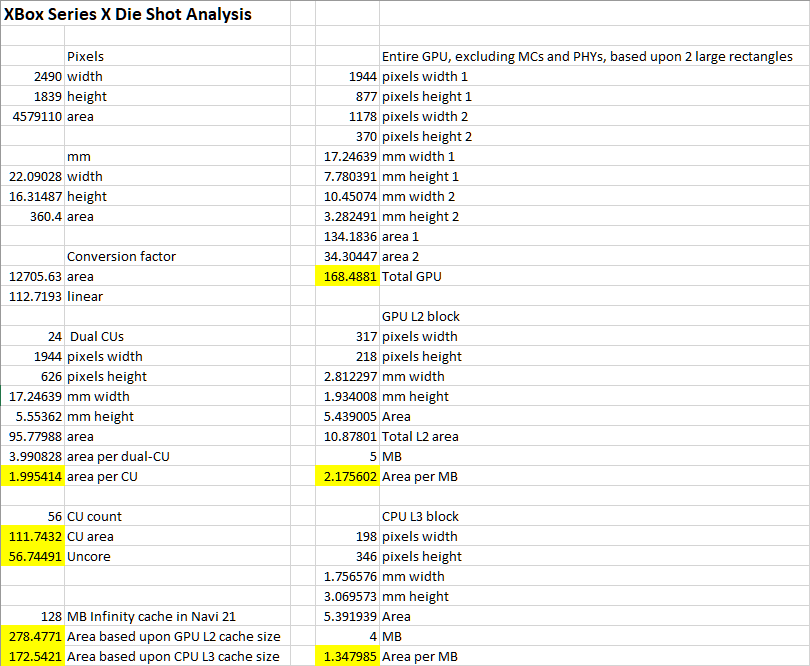 XBox Series X Die Shot Analysis
Pixels
2490 width
1839 height
4579110 area
mm
22.09028 width
16.31487 height
360.4 area
Conversion factor
12705.63 area
112.7193 linear
24 Dual CUs
1944 pixels width
626 pixels height
17.24639 mm width
5.55362 mm height
95.77988 area
3.990828 area per dual-CU
1.995414 area per CU
56 CU count
111.7432 CU area
56.74491 Uncore
128 MB Infinity cache in Navi 21
278.4771 Area based upon GPU L2 cache size
172.5421 Area based upon CPU L3 cache size
Entire GPU, excluding MCs and PHYs, based upon 2 large rectangles
1944 pixels width 1
877 pixels height 1
1178 pixels width 2
370 pixels height 2
17.24639 mm width 1
7.780391 mm height 1
10.45074 mm width 2
3.282491 mm height 2
134.1836 area 1
34.30447 area 2
168.4881 Total GPU
GPU L2 block
317 pixels width
218 pixels height
2.812297 mm width
1.934008 mm height
5.439005 Area
10.87801 Total L2 area
5 MB
2.175602 Area per MB
CPU L3 block
198 pixels width
346 pixels height
1.756576 mm width
3.069573 mm height
5.391939 Area
4 MB
1.347985 Area per MB